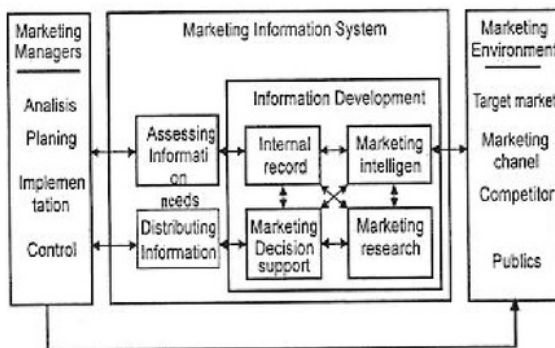 Marketing
Managers
Analisis
Planing
Implemen
tation
Control
Marketing Information System
Assessing
Informati
on
needs
Distributing
Information
Information Development
Internal
record
Marketing
intelligen
Marketing
Decision
support
Marketing
research
Marketing
Environment
Target market
Marketing
chanel
Competitor
Publics